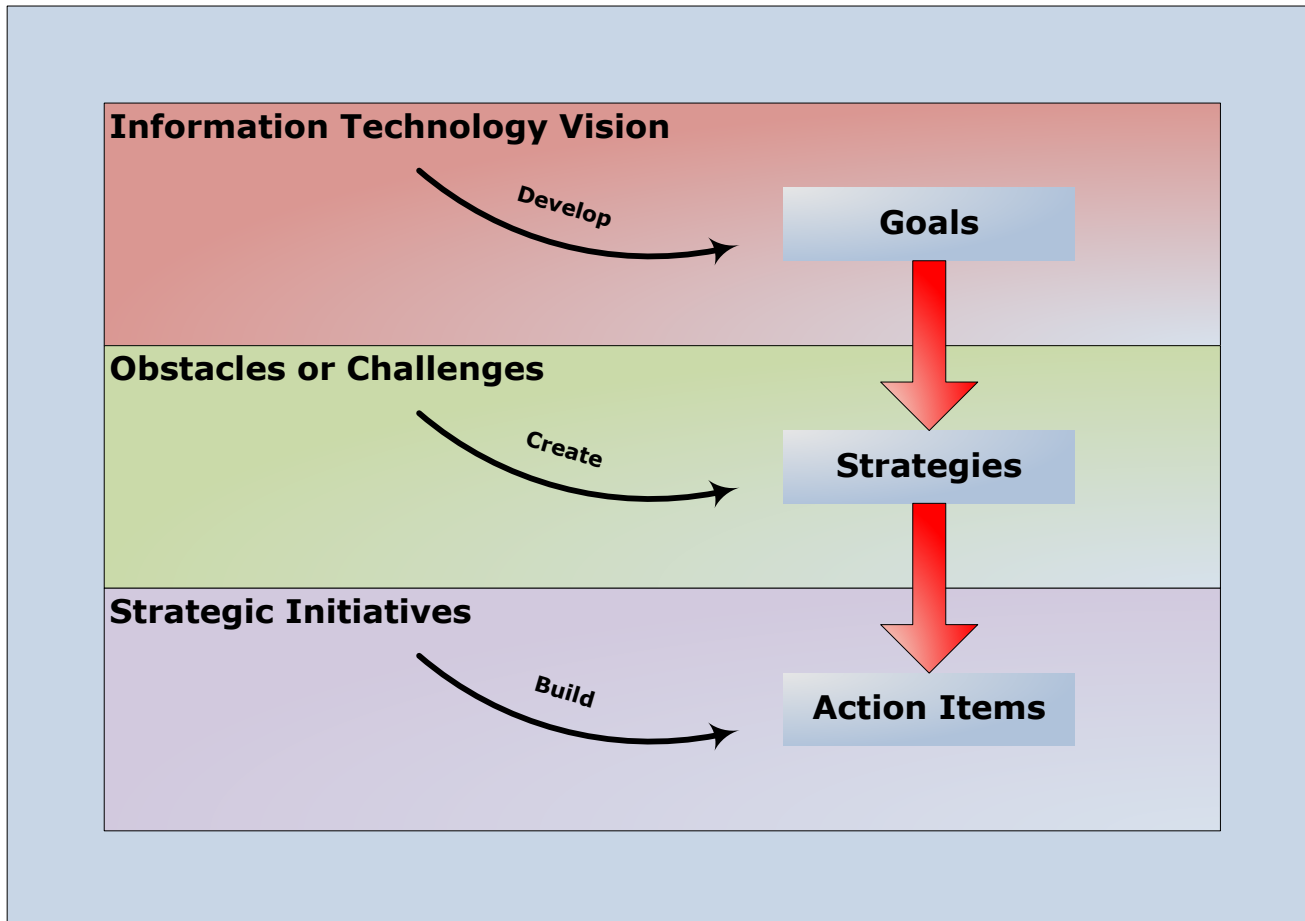 Information Technology Vision
Develop
Goals
Obstacles or Challenges
Create
Strategies
Strategic Initiatives
Build
Action Items